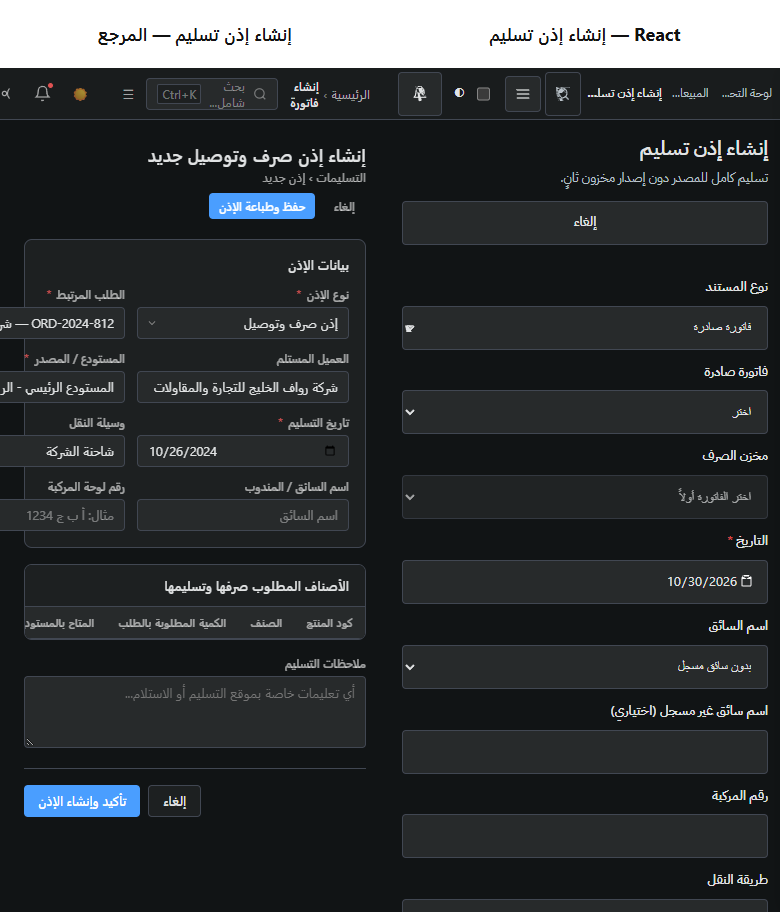 React — إنشاء إذن تسليم
لوحة التحـ...
المبيعا...
إنشاء إذن تسلـ...
إنشاء إذن تسليم
تسليم كامل للمصدر دون إصدار مخزون ثانٍ.
إلغاء
نوع المستند
فاتورة صادرة
فاتورة صادرة
اختر
مخزن الصرف
اختر الفاتورة أولاً
التاريخ *
10/30/2026
اسم السائق
بدون سائق مسجل
اسم سائق غير مسجل (اختياري)
رقم المركبة
طريقة النقل
إنشاء إذن تسليم — المرجع
الرئيسية › إنشاء فاتورة
بحث شامل...
Ctrl+K
إنشاء إذن صرف وتوصيل جديد
التسليمات › إذن جديد
إلغاء
حفظ وطباعة الإذن
بيانات الإذن
نوع الإذن *
الطلب المرتبط *
إذن صرف وتوصيل
ORD-2024-812 — شر
العميل المستلم
المستودع / المصدر *
شركة رواف الخليج للتجارة والمقاولات
المستودع الرئيسي - الر
تاريخ التسليم *
وسيلة النقل
10/26/2024
شاحنة الشركة
اسم السائق / المندوب
رقم لوحة المركبة
اسم السائق
مثال: أ ب ج 1234
الأصناف المطلوب صرفها وتسليمها
كود المنتج
الصنف
الكمية المطلوبة بالطلب
المتاح بالمستود
ملاحظات التسليم
أي تعليمات خاصة بموقع التسليم أو الاستلام...
إلغاء
تأكيد وإنشاء الإذن